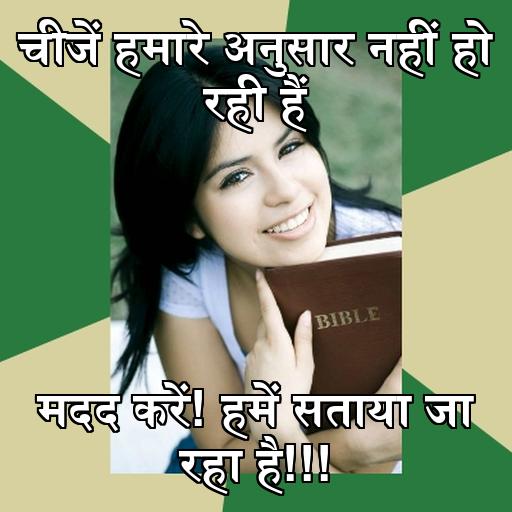 चीजें हमारे अनुसार नहीं हो
रही हैं
BIBLE
मदद करें! हमें सताया जा
रहा है!!!